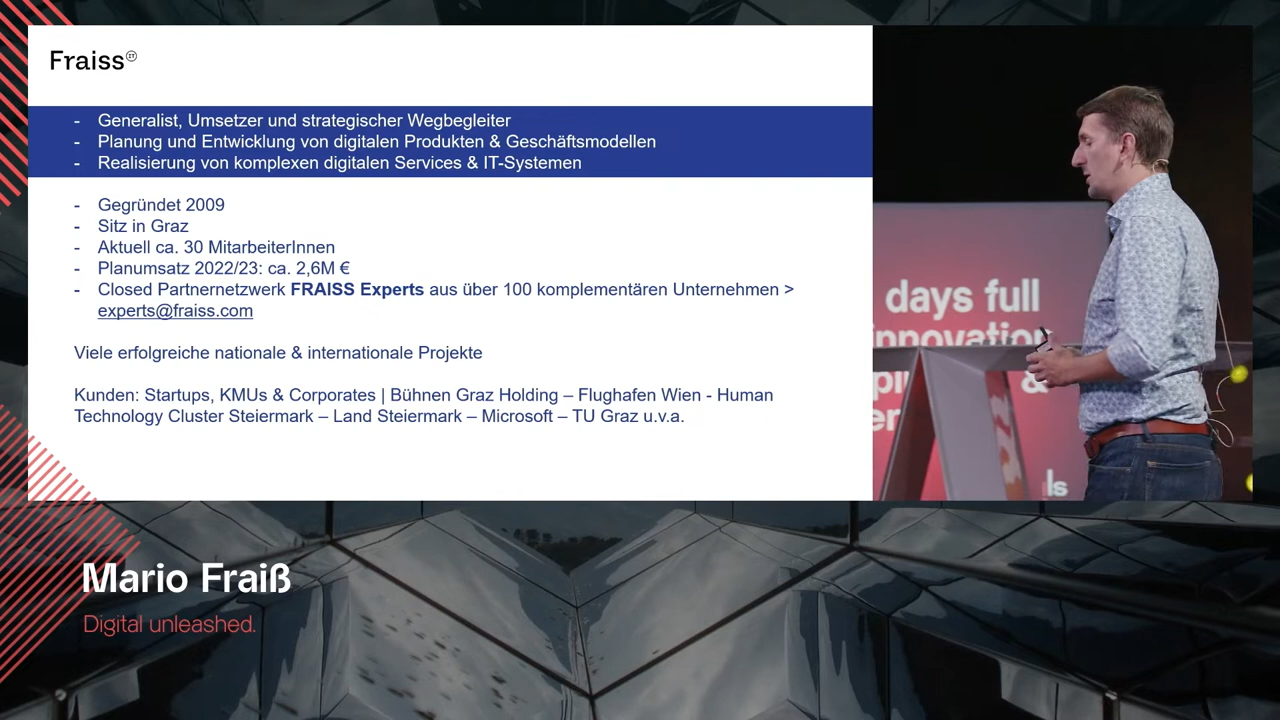 Fraiss
- Generalist, Umsetzer und strategischer Wegbegleiter
- Planung und Entwicklung von digitalen Produkten & Geschäftsmodellen
- Realisierung von komplexen digitalen Services & IT-Systemen
- Gegründet 2009
- Sitz in Graz
- Aktuell ca. 30 MitarbeiterInnen
- Planumsatz 2022/23: ca. 2,6M €
- Closed Partnernetzwerk FRAISS Experts aus über 100 komplementären Unternehmen >
experts@fraiss.com
Viele erfolgreiche nationale & internationale Projekte
Kunden: Startups, KMUs & Corporates | Bühnen Graz Holding – Flughafen Wien - Human
Technology Cluster Steiermark – Land Steiermark – Microsoft – TU Graz u.v.a.
days full
innovation
&
Mario Fraiß
Digital unleashed.